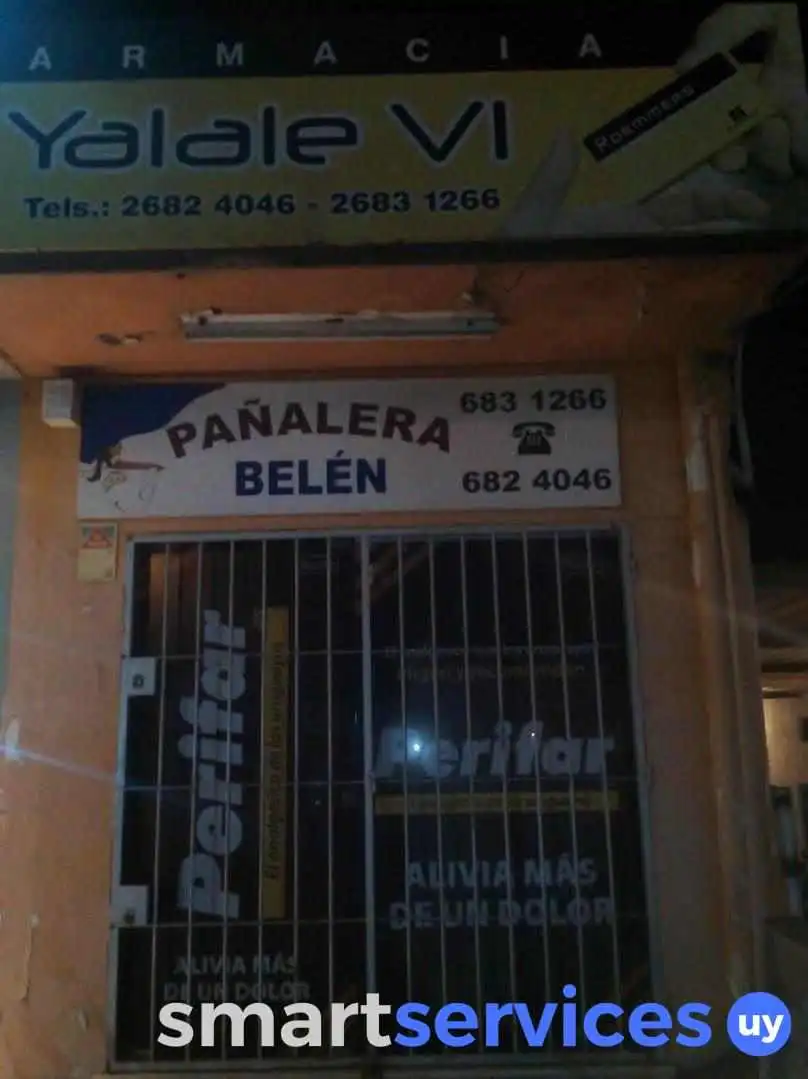 ARMACIA
Yalale VI
Tels.: 2682 4046 - 2683 1266
ROEMMERS
PAÑALERA
BELÉN
683 1266
682 4046
Perifar
Perifar
ALIVIA MÁS
DE UN DOLOR
ALIVIA MÁS
DE UN DOLOR
smartservices uy